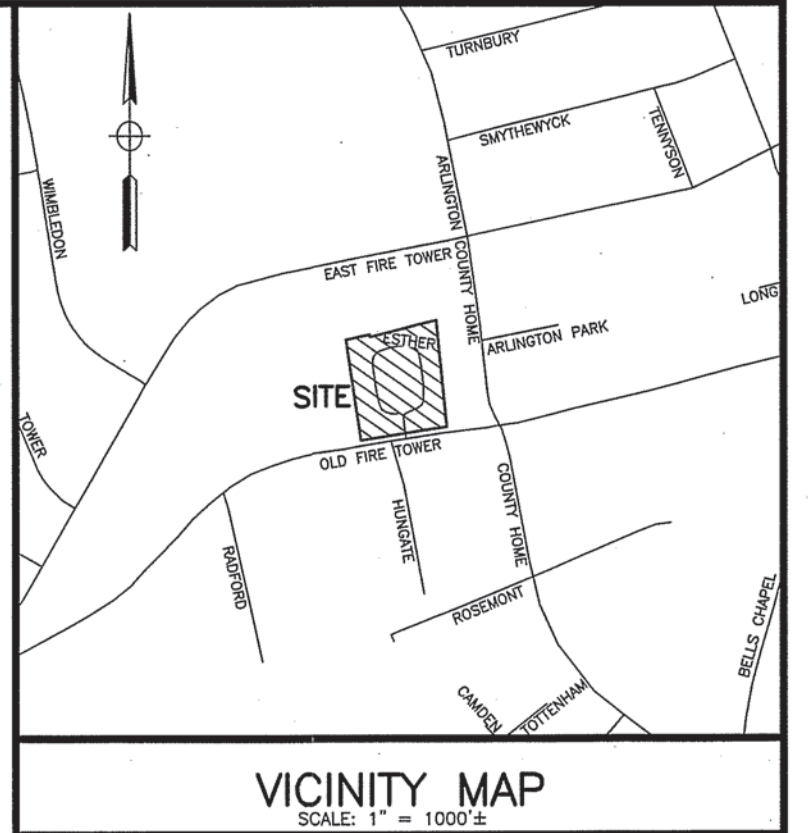 TURNBURY
SMYTHEWYCK
TENNYSON
ARLINGTON
WIMBLEDON
EAST FIRE TOWER
COUNTY HOME
LONG
ESTHER
ARLINGTON PARK
SITE
TOWER
OLD FIRE TOWER
COUNTY HOME
HUNGATE
RADFORD
ROSEMONT
BELLS CHAPEL
CAMDEN
TOTTENHAM
VICINITY MAP
SCALE: 1" = 1000'±